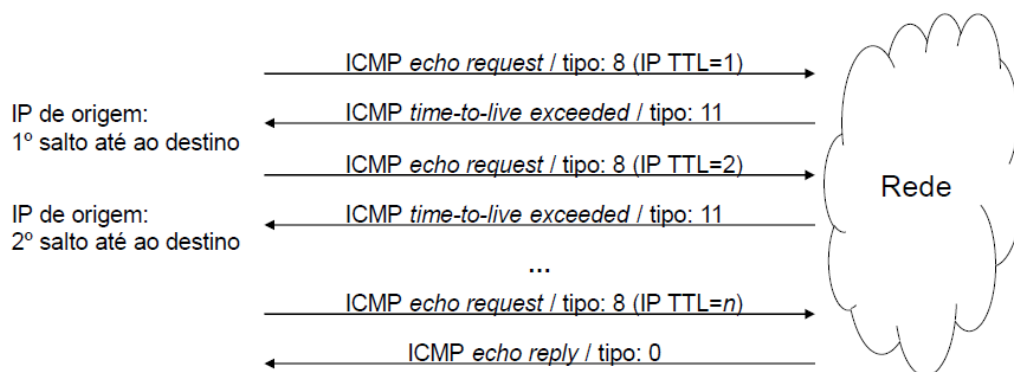 ICMP echo request / tipo: 8 (IP TTL=1)
IP de origem:
1º salto até ao destino
ICMP time-to-live exceeded / tipo: 11
ICMP echo request / tipo: 8 (IP TTL=2)
Rede
IP de origem:
2º salto até ao destino
ICMP time-to-live exceeded / tipo: 11
...
ICMP echo request / tipo: 8 (IP TTL=n)
ICMP echo reply / tipo: 0